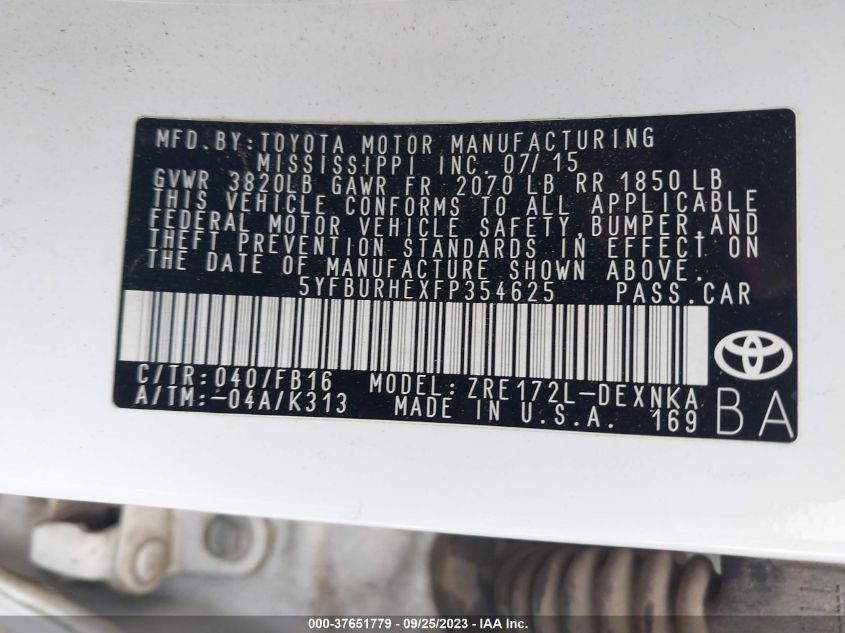 MFD. BY: TOYOTA MOTOR MANUFACTURING
MISSISSIPPI INC. 07/15
GVWR 3820LB GAWR FR 2070 LB RR 1850 LB
THIS VEHICLE CONFORMS TO ALL APPLICABLE
FEDERAL MOTOR VEHICLE SAFETY, BUMPER, AND
THEFT PREVENTION STANDARDS IN EFFECT ON
THE DATE OF MANUFACTURE SHOWN ABOVE.
5YFBURHEXFP354625 PASS. CAR
C/TR: 040/FB16 MODEL: ZRE172L-DEXNKA
A/TM: -04A/K313 MADE IN U.S.A. 169
BA
000-37651779 / 09/25/2023 / IAA Inc.